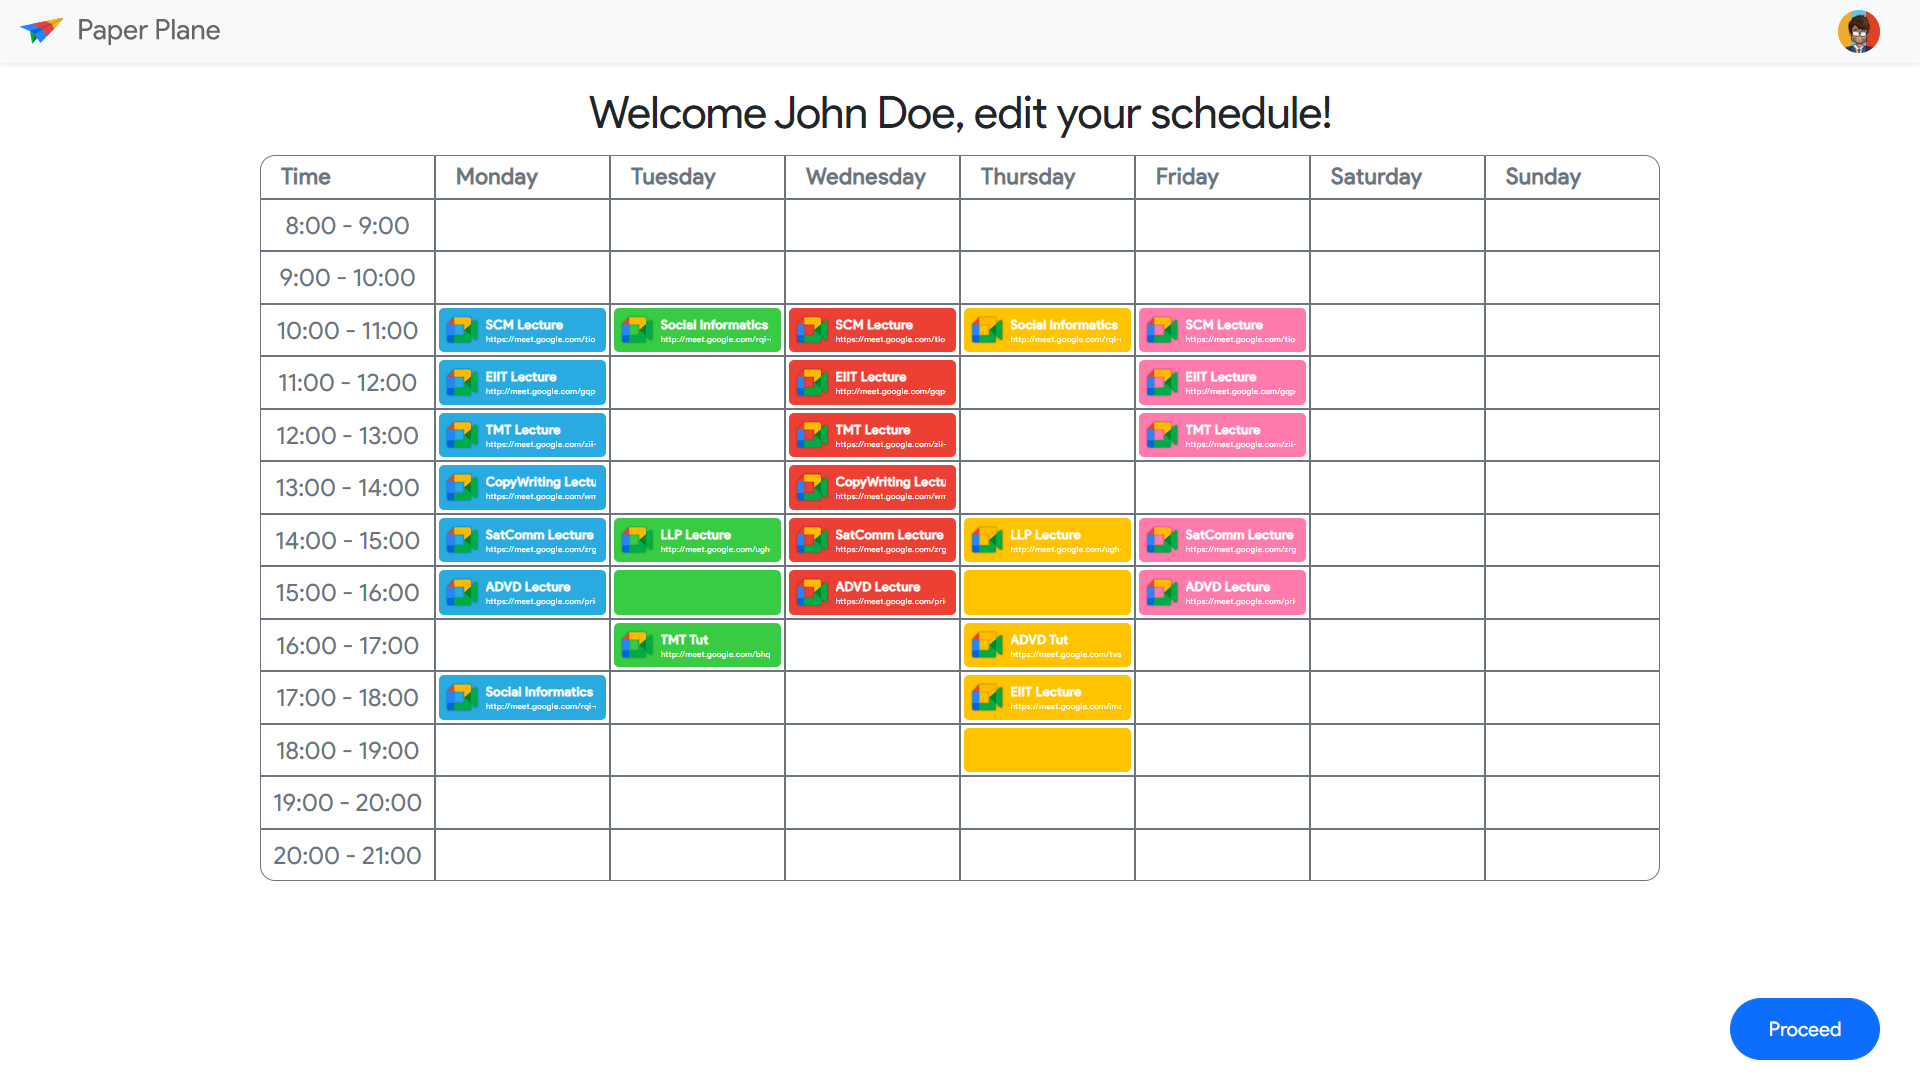 Paper Plane
Welcome John Doe, edit your schedule!
Time Monday Tuesday Wednesday Thursday Friday Saturday Sunday
8:00 - 9:00
9:00 - 10:00
10:00 - 11:00 SCM Lecture Social Informatics SCM Lecture Social Informatics SCM Lecture
https://meet.google.com/tio http://meet.google.com/rqi- https://meet.google.com/tio http://meet.google.com/rqi- https://meet.google.com/tio
11:00 - 12:00 EIIT Lecture EIIT Lecture EIIT Lecture
https://meet.google.com/gqp https://meet.google.com/gqp https://meet.google.com/gqp
12:00 - 13:00 TMT Lecture TMT Lecture TMT Lecture
https://meet.google.com/zii- https://meet.google.com/zii- https://meet.google.com/zii-
13:00 - 14:00 CopyWriting Lectu CopyWriting Lectu
https://meet.google.com/wm https://meet.google.com/wm
14:00 - 15:00 SatComm Lecture LLP Lecture SatComm Lecture LLP Lecture SatComm Lecture
https://meet.google.com/zrg http://meet.google.com/ugh https://meet.google.com/zrg http://meet.google.com/ugh https://meet.google.com/zrg
15:00 - 16:00 ADVD Lecture ADVD Lecture ADVD Lecture
https://meet.google.com/pri- https://meet.google.com/pri- https://meet.google.com/pri-
16:00 - 17:00 TMT Tut ADVD Tut
http://meet.google.com/bhq https://meet.google.com/tva
17:00 - 18:00 Social Informatics EIIT Lecture
http://meet.google.com/rqi- https://meet.google.com/ima
18:00 - 19:00
19:00 - 20:00
20:00 - 21:00
Proceed